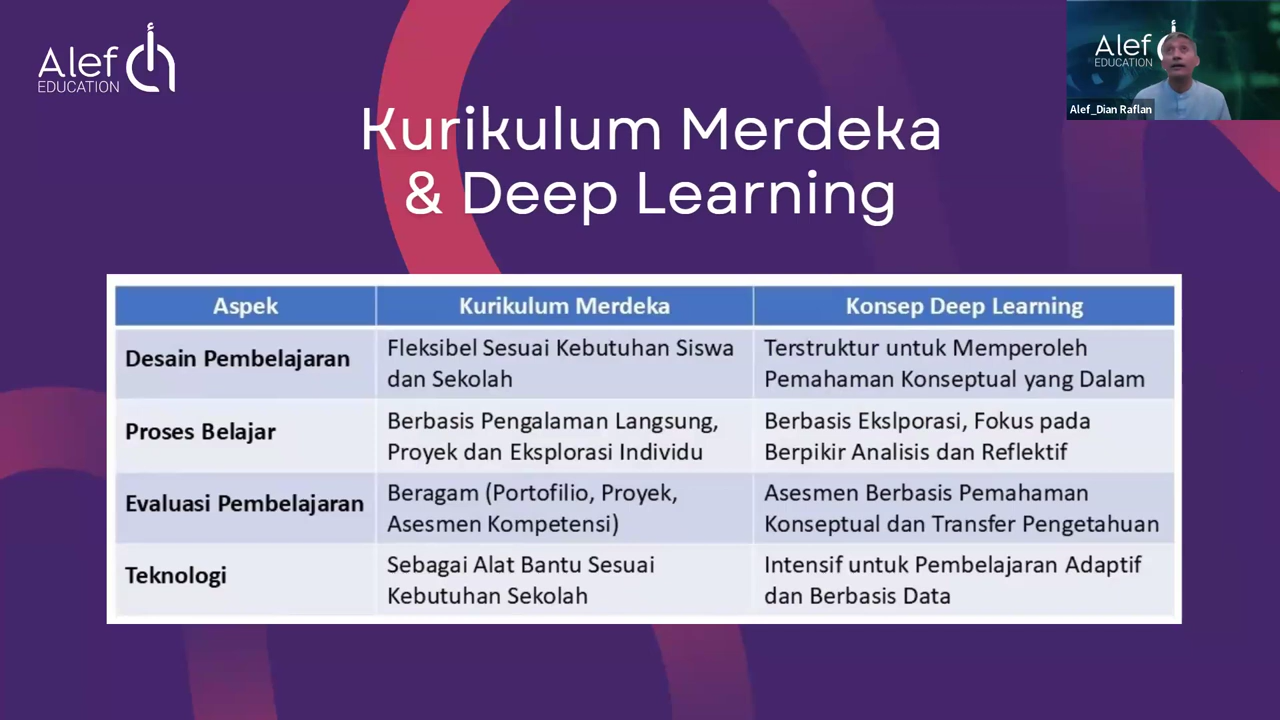 Alef
EDUCATION
Alef
EDUCATION
Alef_Dian Raflan
Kurikulum Merdeka
& Deep Learning
Aspek
Kurikulum Merdeka
Konsep Deep Learning
Desain Pembelajaran
Fleksibel Sesuai Kebutuhan Siswa
dan Sekolah
Terstruktur untuk Memperoleh
Pemahaman Konseptual yang Dalam
Proses Belajar
Berbasis Pengalaman Langsung,
Proyek dan Eksplorasi Individu
Berbasis Ekslporasi, Fokus pada
Berpikir Analisis dan Reflektif
Evaluasi Pembelajaran
Beragam (Portofilio, Proyek,
Asesmen Kompetensi)
Asesmen Berbasis Pemahaman
Konseptual dan Transfer Pengetahuan
Teknologi
Sebagai Alat Bantu Sesuai
Kebutuhan Sekolah
Intensif untuk Pembelajaran Adaptif
dan Berbasis Data